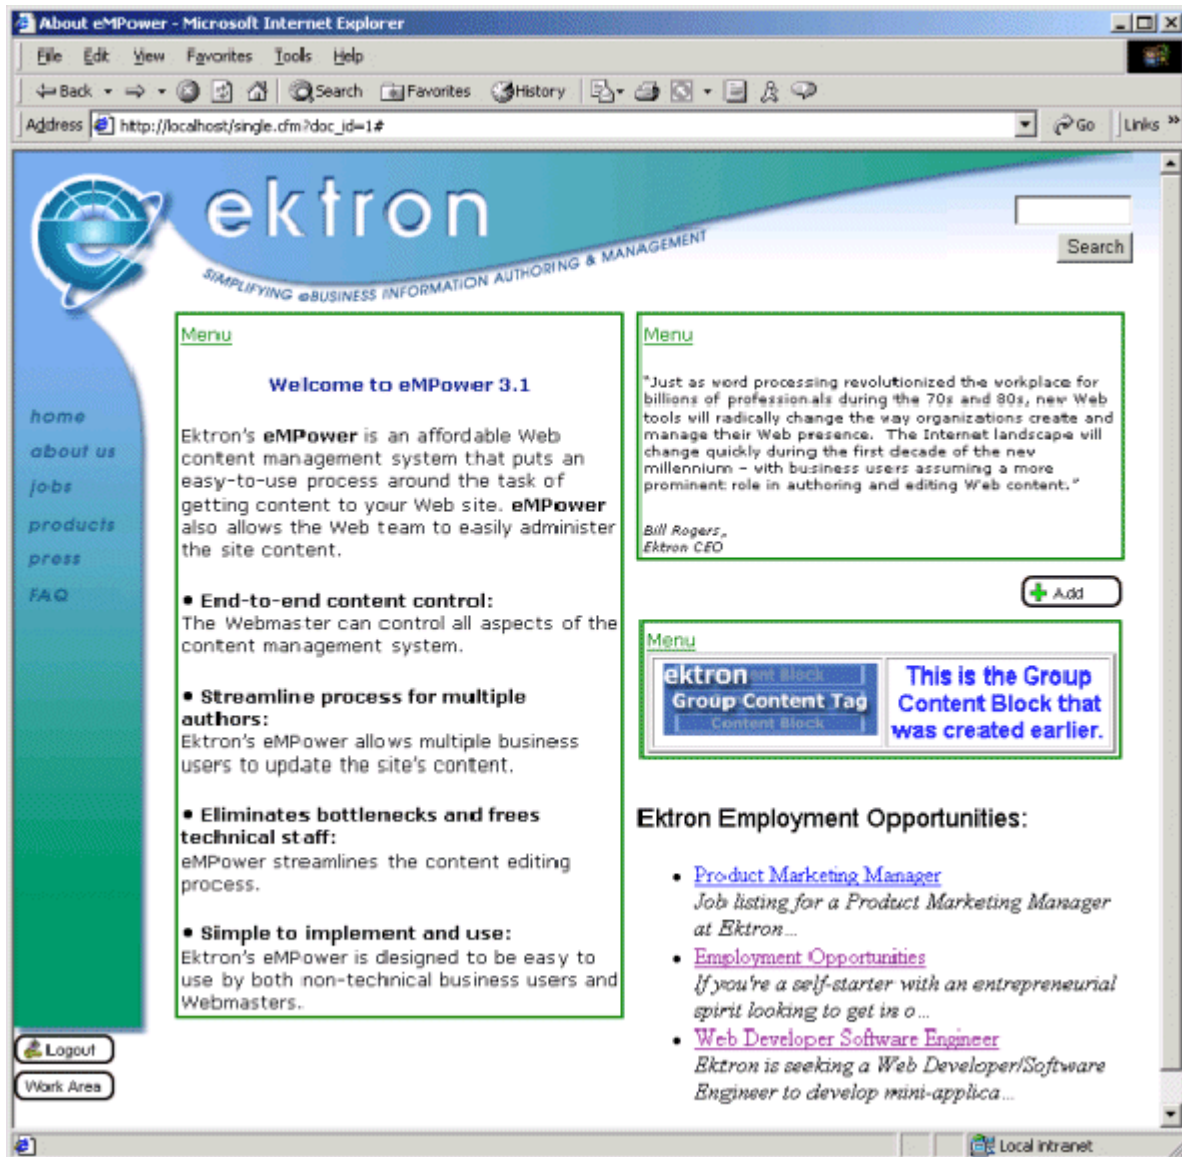 About eMPower - Microsoft Internet Explorer
File Edit View Favorites Tools Help
Back Search Favorites History
Address http://localhost/single.cfm?doc_id=1# Go Links »
ektron
SIMPLIFYING eBUSINESS INFORMATION AUTHORING & MANAGEMENT
Search
home
about us
jobs
products
press
FAQ
Logout
Work Area
Menu
Welcome to eMPower 3.1
Ektron's eMPower is an affordable Web
content management system that puts an
easy-to-use process around the task of
getting content to your Web site. eMPower
also allows the Web team to easily administer
the site content.
• End-to-end content control:
The Webmaster can control all aspects of the
content management system.
• Streamline process for multiple
authors:
Ektron's eMPower allows multiple business
users to update the site's content.
• Eliminates bottlenecks and frees
technical staff:
eMPower streamlines the content editing
process.
• Simple to implement and use:
Ektron's eMPower is designed to be easy to
use by both non-technical business users and
Webmasters.
Menu
"Just as word processing revolutionized the workplace for
billions of professionals during the 70s and 80s, new Web
tools will radically change the way organizations create and
manage their Web presence. The Internet landscape will
change quickly during the first decade of the new
millennium – with business users assuming a more
prominent role in authoring and editing Web content."
Bill Rogers,
Ektron CEO
Add
Menu
ektron ent Block
Group Content Tag
Content Block
This is the Group
Content Block that
was created earlier.
Ektron Employment Opportunities:
• Product Marketing Manager
Job listing for a Product Marketing Manager
at Ektron...
• Employment Opportunities
If you're a self-starter with an entrepreneurial
spirit looking to get in o...
• Web Developer Software Engineer
Ektron is seeking a Web Developer/Software
Engineer to develop mini-applica...
Local intranet